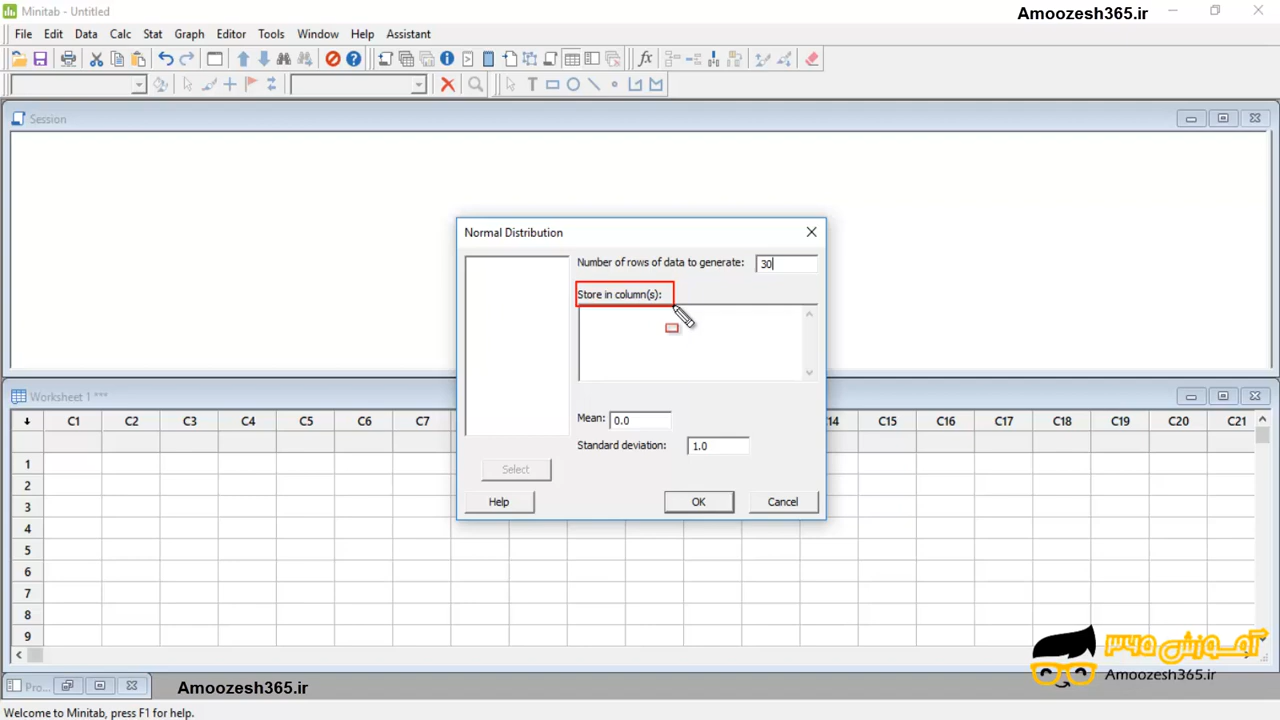 Minitab - Untitled
Amoozesh365.ir
File Edit Data Calc Stat Graph Editor Tools Window Help Assistant
Session
Normal Distribution
Number of rows of data to generate: 30
Store in column(s):
Mean: 0.0
Standard deviation: 1.0
Select
Help OK Cancel
Worksheet 1 ***
C1 C2 C3 C4 C5 C6 C7 14 C15 C16 C17 C18 C19 C20 C21
1
2
3
4
5
6
7
8
9
آموزش ۳۶۵
Amoozesh365.ir
Pro...
Amoozesh365.ir
Welcome to Minitab, press F1 for help.